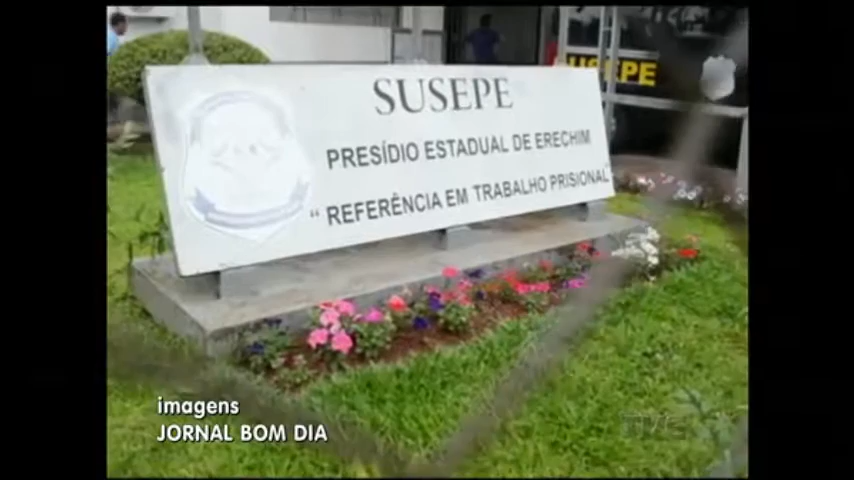 SUSEPE
PRESÍDIO ESTADUAL DE ERECHIM
“ REFERÊNCIA EM TRABALHO PRISIONAL”
SUSEPE
imagens
JORNAL BOM DIA